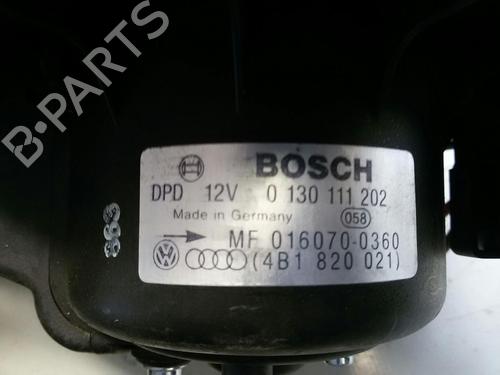 B-PARTS
BOSCH
DPD 12V 0 130 111 202
Made in Germany 058
MF 016070-0360
(4B1 820 021)